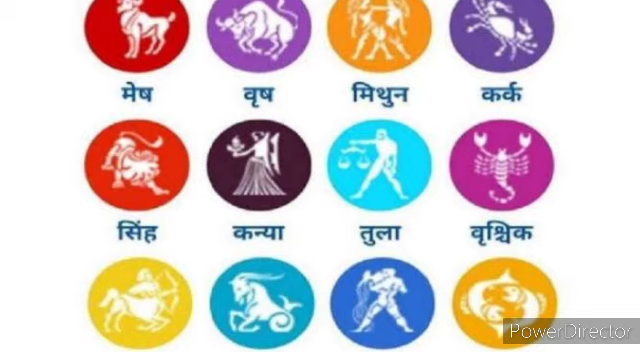 मेष वृष मिथुन कर्क
सिंह कन्या तुला वृश्चिक
PowerDirector